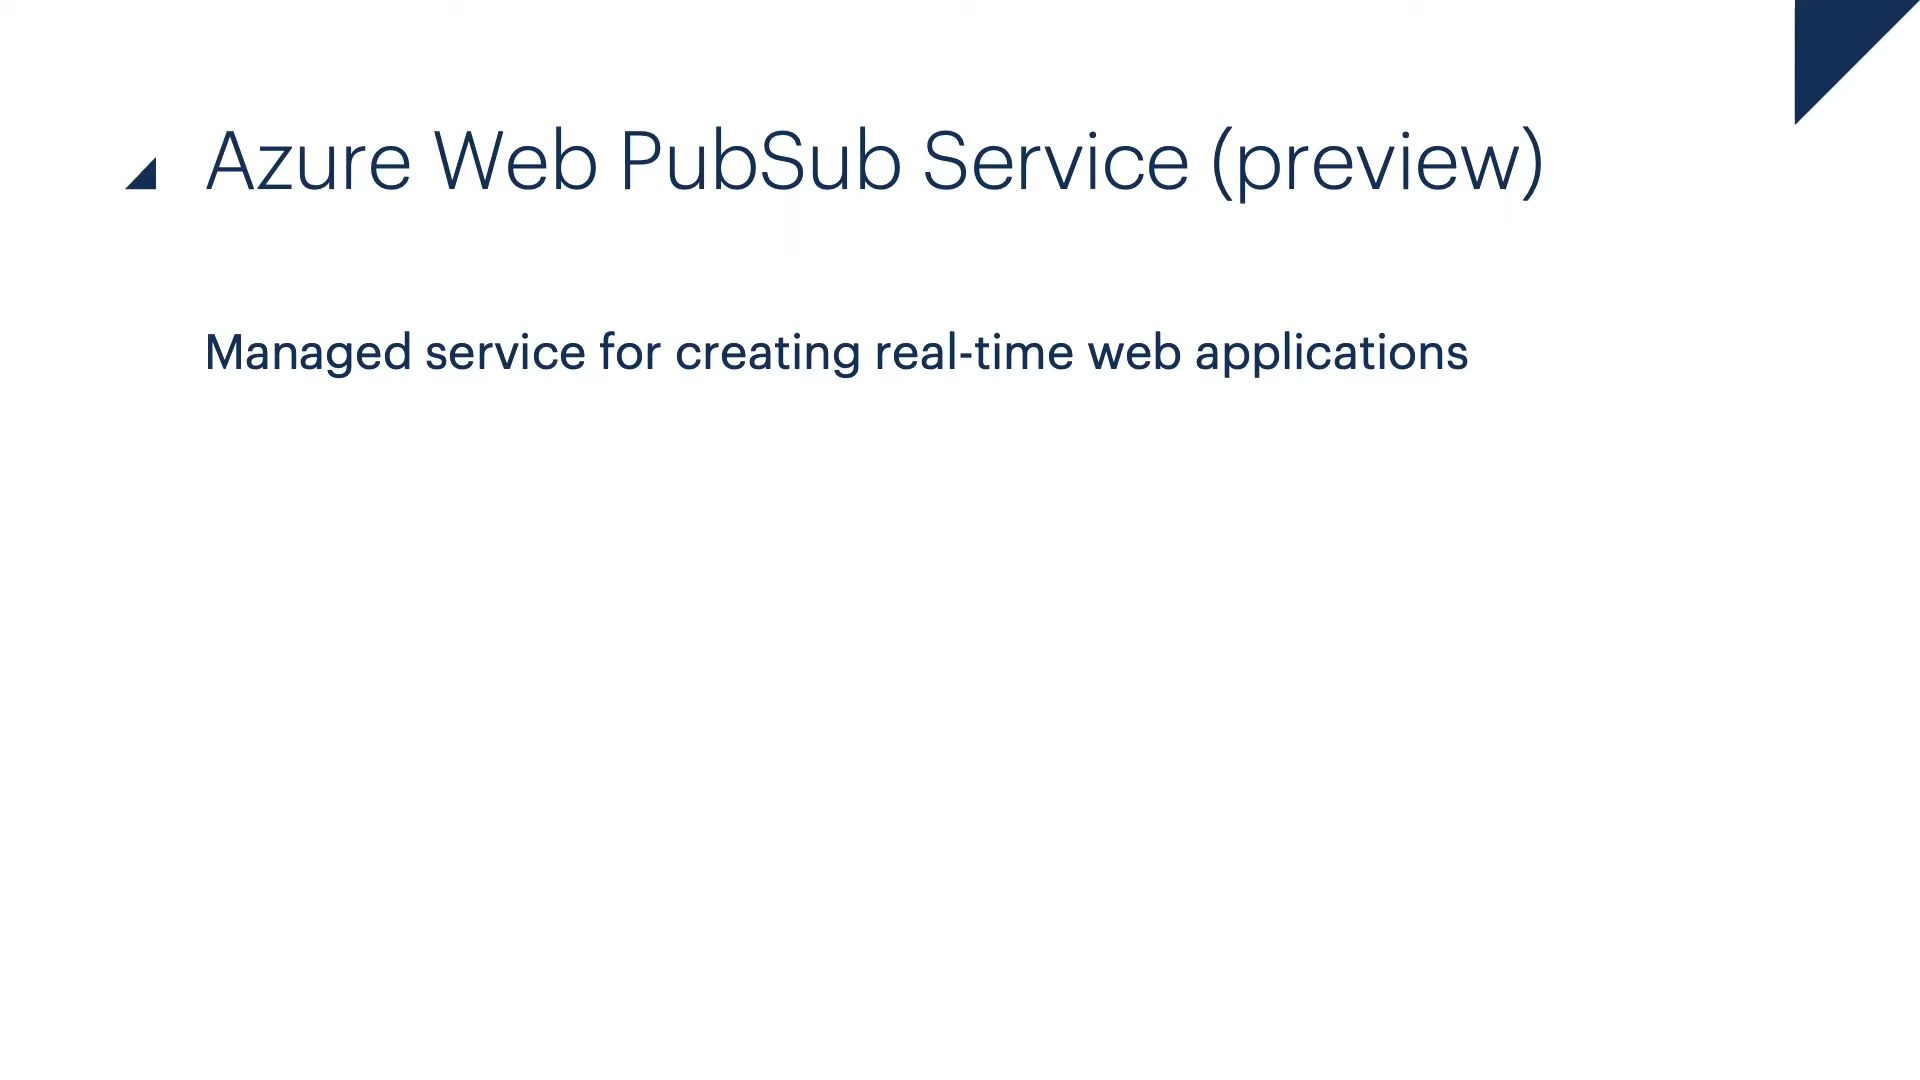 Azure Web PubSub Service (preview)
Managed service for creating real-time web applications